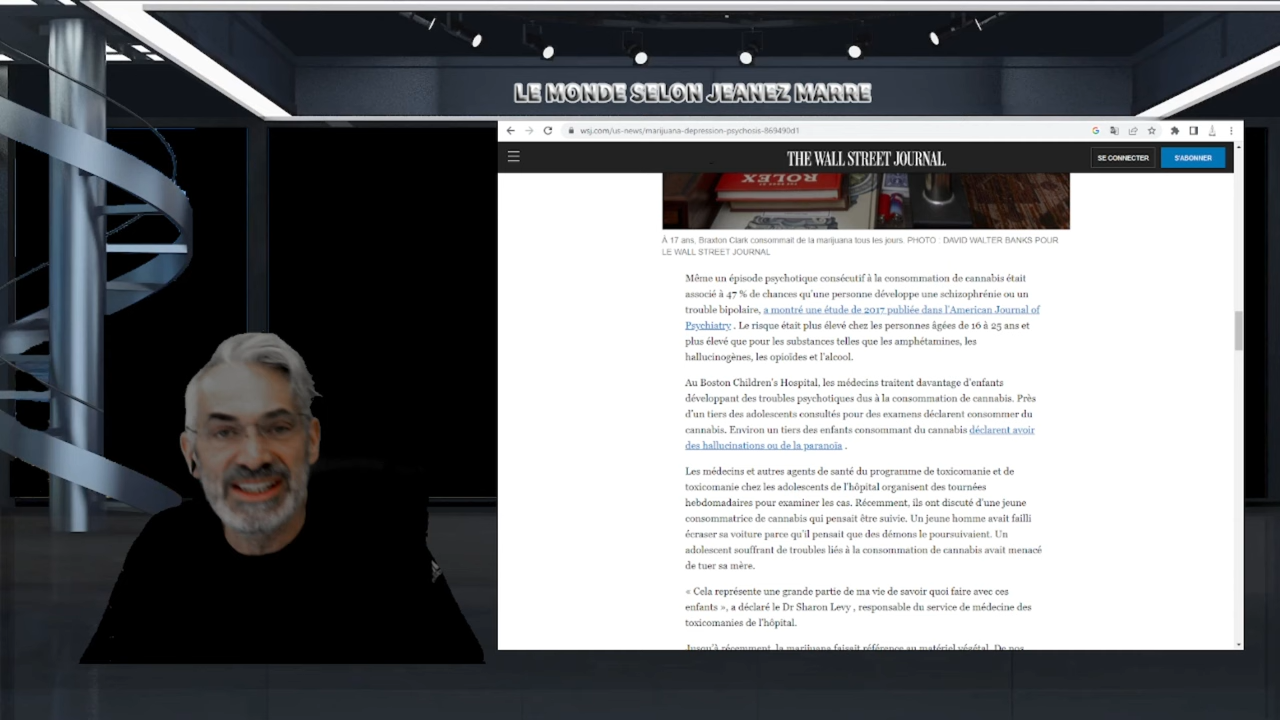 LE MONDE SELON JEANEZ MARRE
wsj.com/us-news/marijuana-depression-psychosis-869490d1
THE WALL STREET JOURNAL.
SE CONNECTER
S'ABONNER
ROLEX
À 17 ans, Braxton Clark consommait de la marijuana tous les jours. PHOTO : DAVID WALTER BANKS POUR
LE WALL STREET JOURNAL
Même un épisode psychotique consécutif à la consommation de cannabis était
associé à 47 % de chances qu'une personne développe une schizophrénie ou un
trouble bipolaire, a montré une étude de 2017 publiée dans l'American Journal of
Psychiatry . Le risque était plus élevé chez les personnes âgées de 16 à 25 ans et
plus élevé que pour les substances telles que les amphétamines, les
hallucinogènes, les opioïdes et l'alcool.
Au Boston Children's Hospital, les médecins traitent davantage d'enfants
développant des troubles psychotiques dus à la consommation de cannabis. Près
d'un tiers des adolescents consultés pour des examens déclarent consommer du
cannabis. Environ un tiers des enfants consommant du cannabis déclarent avoir
des hallucinations ou de la paranoïa .
Les médecins et autres agents de santé du programme de toxicomanie et de
toxicomanie chez les adolescents de l'hôpital organisent des tournées
hebdomadaires pour examiner les cas. Récemment, ils ont discuté d'une jeune
consommatrice de cannabis qui pensait être suivie. Un jeune homme avait failli
écraser sa voiture parce qu'il pensait que des démons le poursuivaient. Un
adolescent souffrant de troubles liés à la consommation de cannabis avait menacé
de tuer sa mère.
« Cela représente une grande partie de ma vie de savoir quoi faire avec ces
enfants », a déclaré le Dr Sharon Levy , responsable du service de médecine des
toxicomanies de l'hôpital.
Jusqu'à récemment, la marijuana faisait référence au matériel végétal. De nos